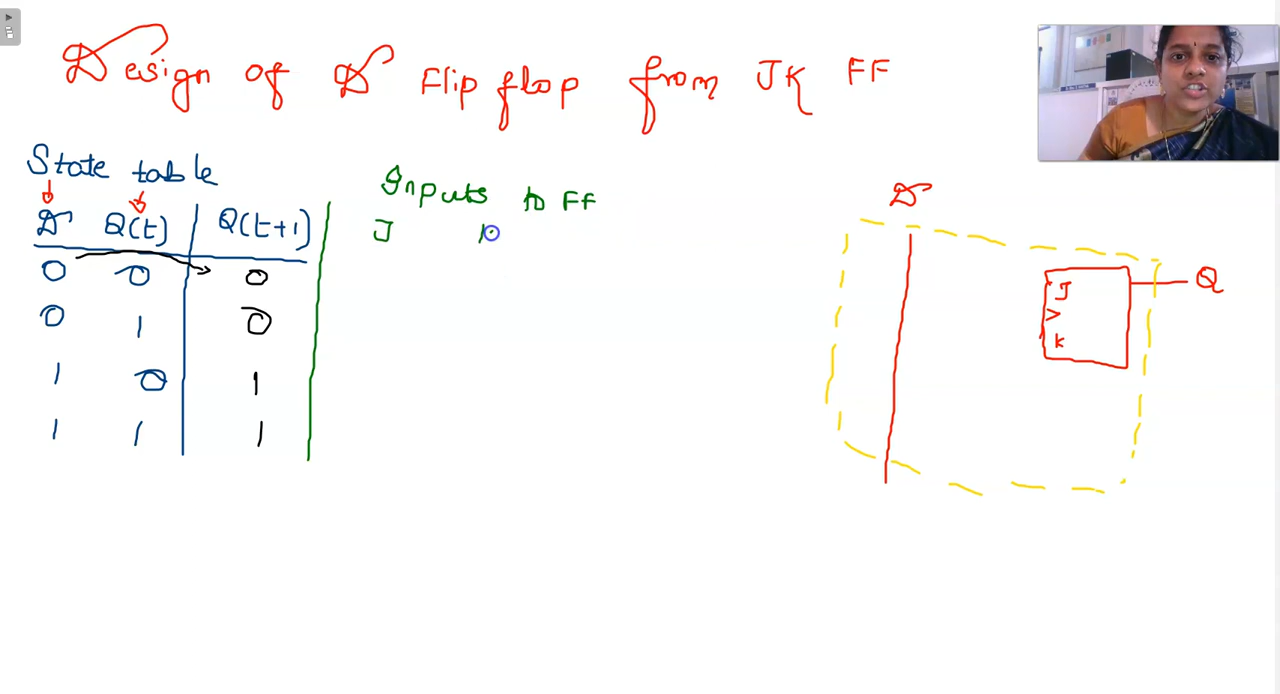 Design of D Flip flop from JK FF
State table
D Q(t) Q(t+1)
0 0 0
0 1 0
1 0 1
1 1 1
Inputs to FF
J K
D
J
>
K
Q